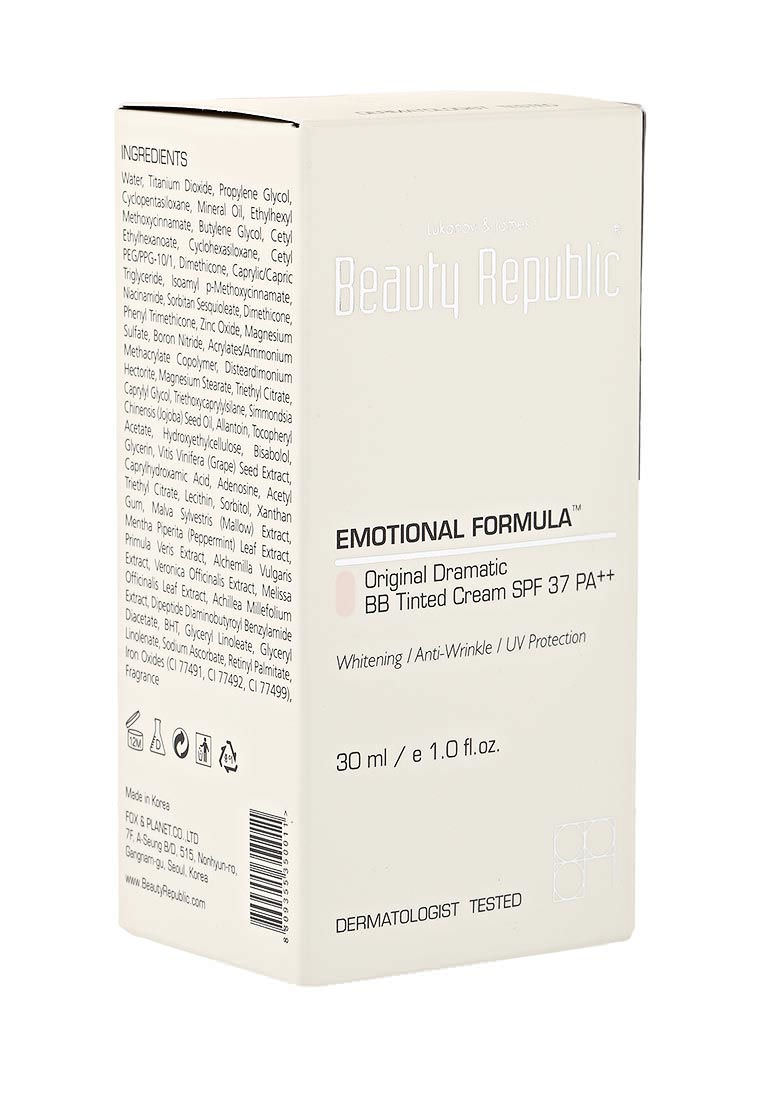 DERMATOLOGIST TESTED
INGREDIENTS
Water, Titanium Dioxide, Propylene Glycol,
Cyclopentasiloxane, Mineral Oil, Ethylhexyl
Methoxycinnamate, Butylene Glycol, Cetyl
Ethylhexanoate, Cyclohexasiloxane, Cetyl
PEG/PPG-10/1, Dimethicone, Caprylic/Capric
Triglyceride, Isoamyl p-Methoxycinnamate,
Niacinamide, Sorbitan Sesquioleate, Dimethicone,
Phenyl Trimethicone, Zinc Oxide, Magnesium
Sulfate, Boron Nitride, Acrylates/Ammonium
Methacrylate Copolymer, Disteardimonium
Hectorite, Magnesium Stearate, Triethyl Citrate,
Caprylyl Glycol, Triethoxycaprylylsilane, Simmondsia
Chinensis (Jojoba) Seed Oil, Allantoin, Tocopheryl
Acetate, Hydroxyethylcellulose, Bisabolol,
Glycerin, Vitis Vinifera (Grape) Seed Extract,
Caprylhydroxamic Acid, Adenosine, Acetyl
Triethyl Citrate, Lecithin, Sorbitol, Xanthan
Gum, Malva Sylvestris (Mallow) Extract,
Mentha Piperita (Peppermint) Leaf Extract,
Primula Veris Extract, Alchemilla Vulgaris
Extract, Veronica Officinalis Extract, Melissa
Officinalis Leaf Extract, Achillea Millefolium
Extract, Dipeptide Diaminobutyroyl Benzylamide
Diacetate, BHT, Glyceryl Linoleate, Glyceryl
Linolenate, Sodium Ascorbate, Retinyl Palmitate,
Iron Oxides (CI 77491, CI 77492, CI 77499),
Fragrance
12M
Made in Korea
FOX & PLANET.CO.,LTD
7F, A-Seung B/D, 515, Nonhyun-ro,
Gangnam-gu, Seoul, Korea
www.BeautyRepublic.com
8 809355 350011 >
Beauty Republic®
EMOTIONAL FORMULA™
Original Dramatic
BB Tinted Cream SPF 37 PA++
Whitening / Anti-Wrinkle / UV Protection
30 ml / e 1.0 fl.oz.
DERMATOLOGIST TESTED